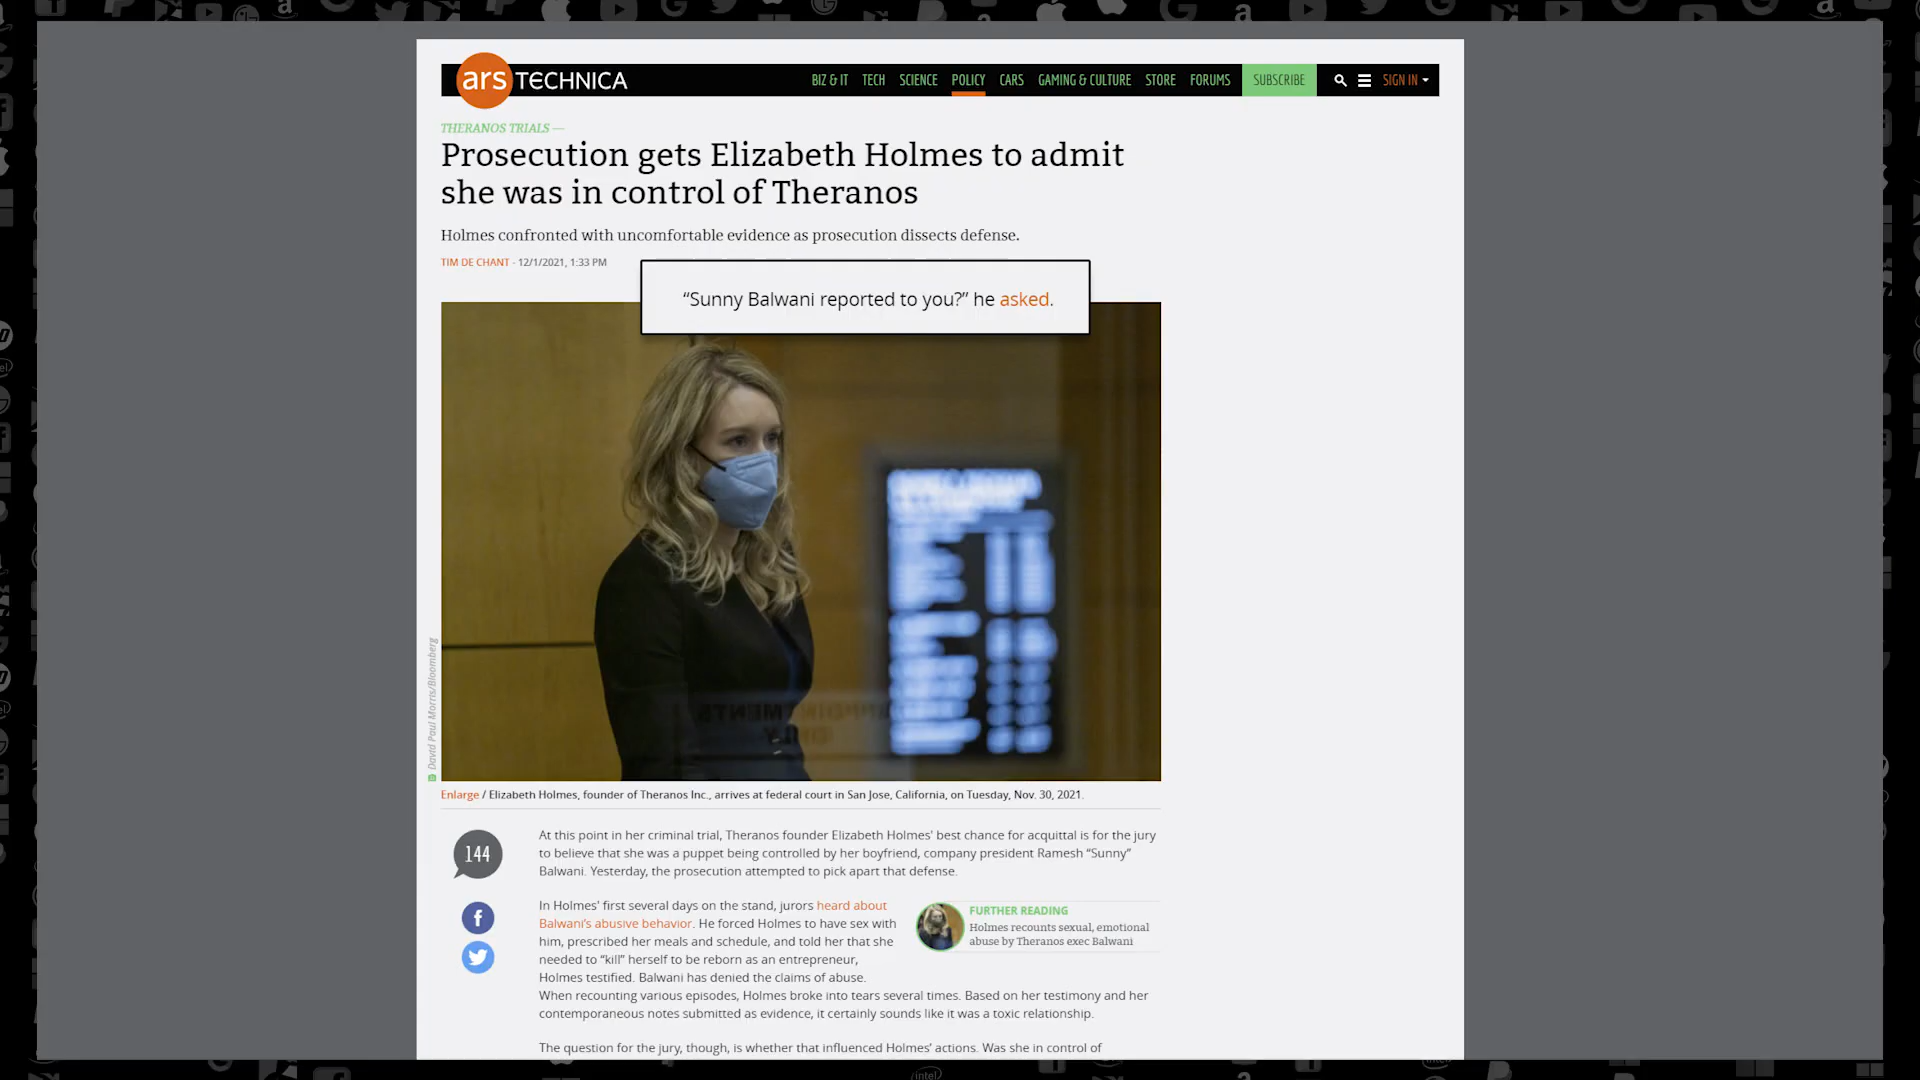 ars TECHNICA
BIZ & IT TECH SCIENCE POLICY CARS GAMING & CULTURE STORE FORUMS SUBSCRIBE SIGN IN
THERANOS TRIALS —
Prosecution gets Elizabeth Holmes to admit
she was in control of Theranos
Holmes confronted with uncomfortable evidence as prosecution dissects defense.
TIM DE CHANT - 12/1/2021, 1:33 PM
“Sunny Balwani reported to you?” he asked.
David Paul Morris/Bloomberg
Enlarge / Elizabeth Holmes, founder of Theranos Inc., arrives at federal court in San Jose, California, on Tuesday, Nov. 30, 2021.
144
At this point in her criminal trial, Theranos founder Elizabeth Holmes' best chance for acquittal is for the jury
to believe that she was a puppet being controlled by her boyfriend, company president Ramesh “Sunny”
Balwani. Yesterday, the prosecution attempted to pick apart that defense.
In Holmes' first several days on the stand, jurors heard about
Balwani's abusive behavior. He forced Holmes to have sex with
him, prescribed her meals and schedule, and told her that she
needed to “kill” herself to be reborn as an entrepreneur,
Holmes testified. Balwani has denied the claims of abuse.
FURTHER READING
Holmes recounts sexual, emotional
abuse by Theranos exec Balwani
When recounting various episodes, Holmes broke into tears several times. Based on her testimony and her
contemporaneous notes submitted as evidence, it certainly sounds like it was a toxic relationship.
The question for the jury, though, is whether that influenced Holmes’ actions. Was she in control of
intel